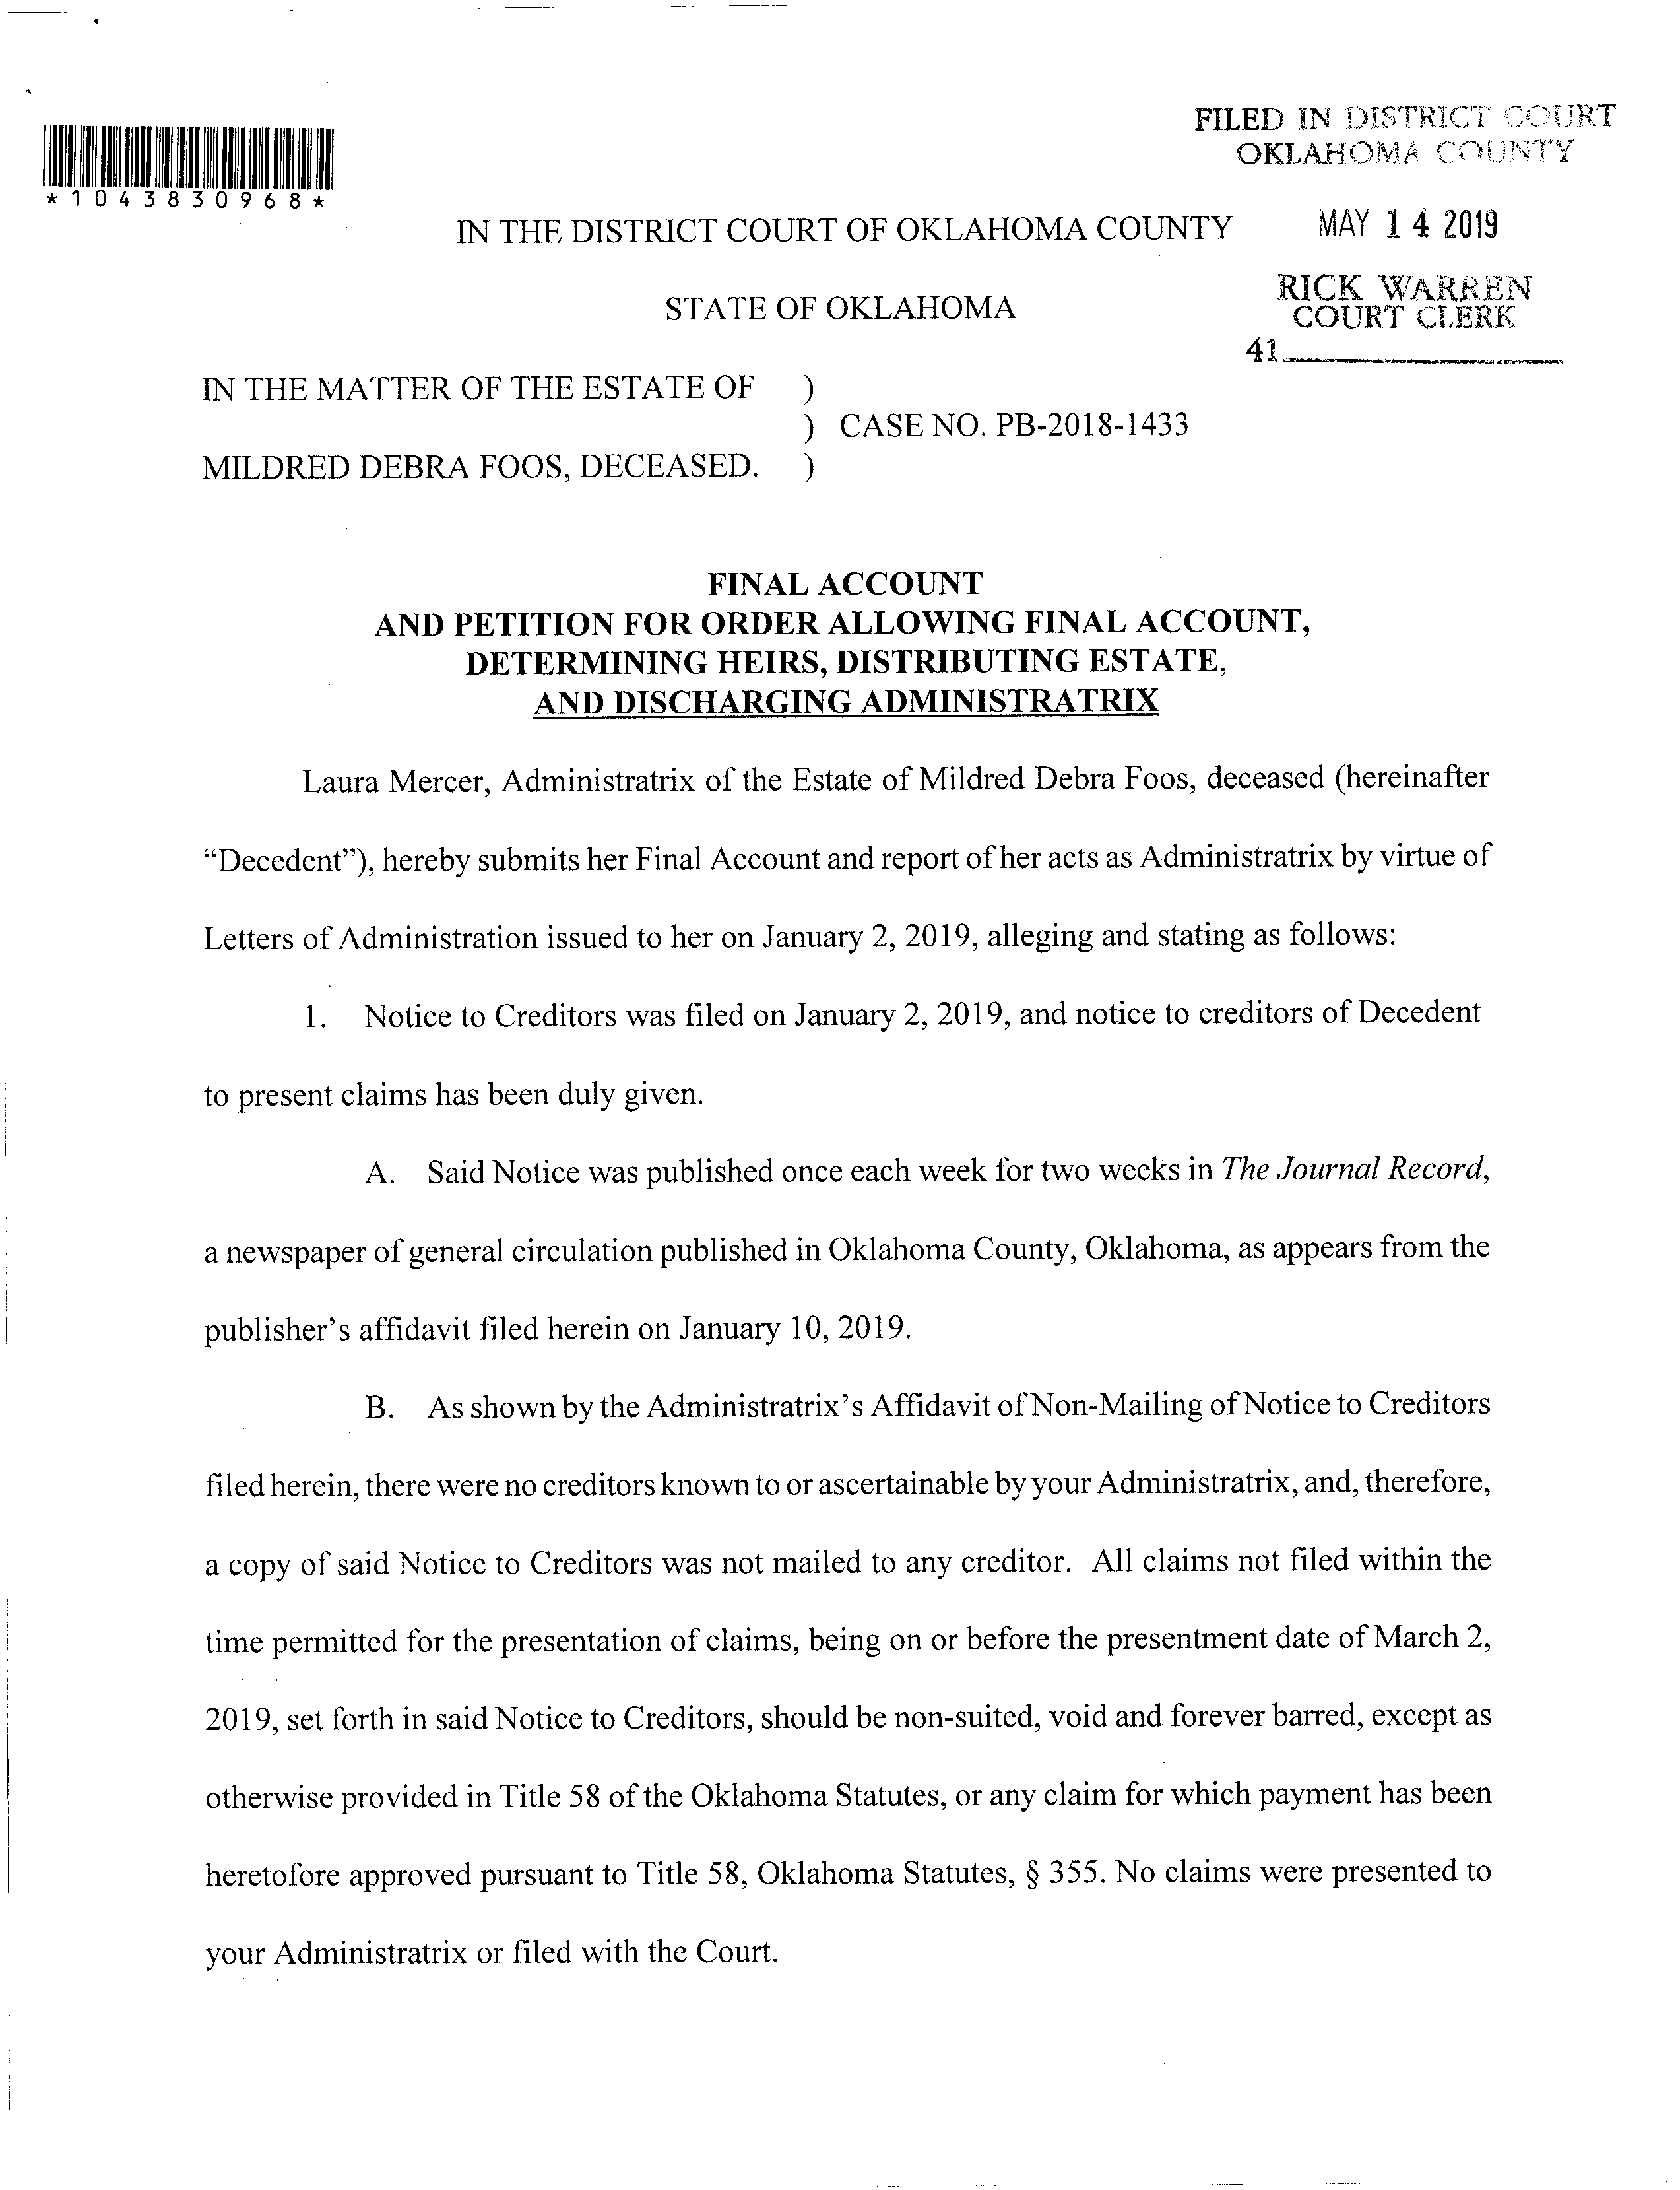 FILED IN DISTRICT COURT
OKLAHOMA COUNTY
*1043830968*
IN THE DISTRICT COURT OF OKLAHOMA COUNTY
MAY 14 2019
STATE OF OKLAHOMA
RICK WARREN
COURT CLERK
41
IN THE MATTER OF THE ESTATE OF )
) CASE NO. PB-2018-1433
MILDRED DEBRA FOOS, DECEASED. )
FINAL ACCOUNT
AND PETITION FOR ORDER ALLOWING FINAL ACCOUNT,
DETERMINING HEIRS, DISTRIBUTING ESTATE,
AND DISCHARGING ADMINISTRATRIX
Laura Mercer, Administratrix of the Estate of Mildred Debra Foos, deceased (hereinafter
“Decedent”), hereby submits her Final Account and report of her acts as Administratrix by virtue of
Letters of Administration issued to her on January 2, 2019, alleging and stating as follows:
1. Notice to Creditors was filed on January 2, 2019, and notice to creditors of Decedent
to present claims has been duly given.
A. Said Notice was published once each week for two weeks in The Journal Record,
a newspaper of general circulation published in Oklahoma County, Oklahoma, as appears from the
publisher’s affidavit filed herein on January 10, 2019.
B. As shown by the Administratrix’s Affidavit of Non-Mailing of Notice to Creditors
filed herein, there were no creditors known to or ascertainable by your Administratrix, and, therefore,
a copy of said Notice to Creditors was not mailed to any creditor. All claims not filed within the
time permitted for the presentation of claims, being on or before the presentment date of March 2,
2019, set forth in said Notice to Creditors, should be non-suited, void and forever barred, except as
otherwise provided in Title 58 of the Oklahoma Statutes, or any claim for which payment has been
heretofore approved pursuant to Title 58, Oklahoma Statutes, § 355. No claims were presented to
your Administratrix or filed with the Court.